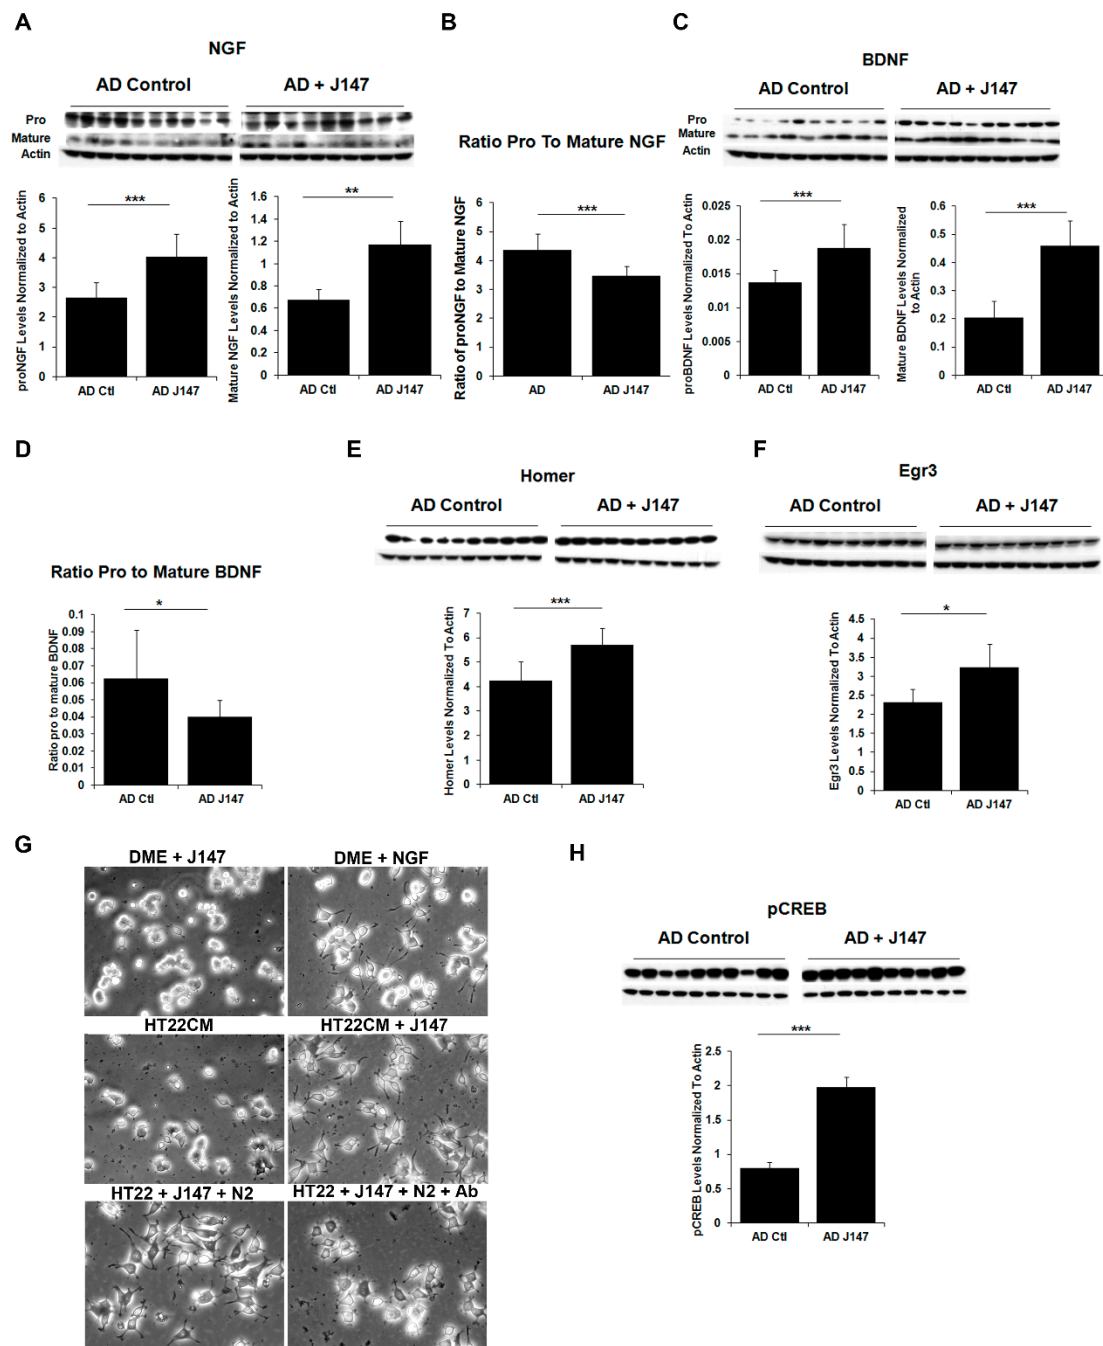 A
NGF
AD Control
AD + J147
Pro
Mature
Actin
proNGF Levels Normalized to Actin
6
5
4
3
2
1
0
***
AD Ctl
AD J147
Mature NGF Levels Normalized to Actin
1.6
1.4
1.2
1
0.8
0.6
0.4
0.2
0
**
AD Ctl
AD J147
B
Ratio Pro To Mature NGF
Ratio of proNGF to Mature NGF
6
5
4
3
2
1
0
***
AD
AD J147
C
BDNF
AD Control
AD + J147
Pro
Mature
Actin
proBDNF Levels Normalized To Actin
0.025
0.02
0.015
0.01
0.005
0
***
AD Ctl
AD J147
Mature BDNF Levels Normalized
to Actin
0.6
0.5
0.4
0.3
0.2
0.1
0
***
AD Ctl
AD J147
D
Ratio Pro to Mature BDNF
Ratio pro to mature BDNF
0.1
0.09
0.08
0.07
0.06
0.05
0.04
0.03
0.02
0.01
0
*
AD Ctl
AD J147
E
Homer
AD Control
AD + J147
Homer Levels Normalized To Actin
7
6
5
4
3
2
1
0
***
AD Ctl
AD J147
F
Egr3
AD Control
AD + J147
Egr3 Levels Normalized To Actin
4.5
4
3.5
3
2.5
2
1.5
1
0.5
0
*
AD Ctl
AD J147
G
DME + J147
DME + NGF
HT22CM
HT22CM + J147
HT22 + J147 + N2
HT22 + J147 + N2 + Ab
H
pCREB
AD Control
AD + J147
pCREB Levels Normalized To Actin
2.5
2
1.5
1
0.5
0
***
AD Ctl
AD J147